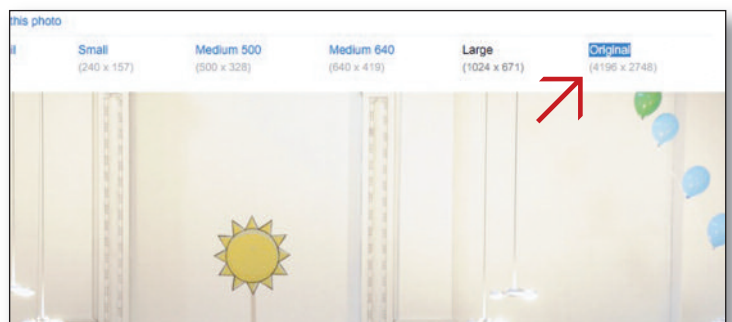 this photo
il Small Medium 500 Medium 640 Large Original
(240 x 157) (500 x 328) (640 x 419) (1024 x 671) (4196 x 2748)